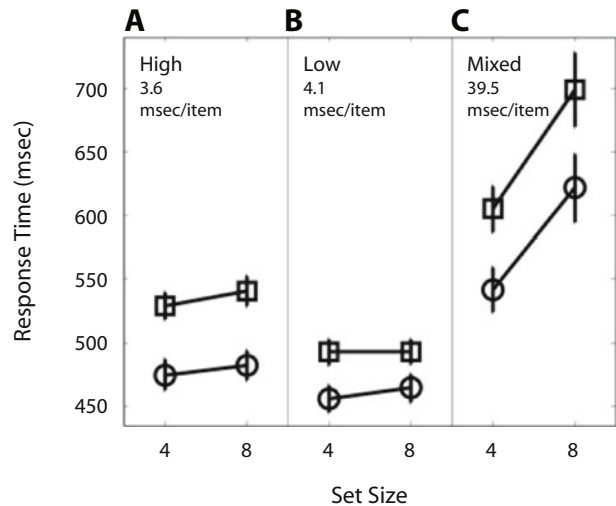 A
B
C
High
3.6
msec/item
Low
4.1
msec/item
Mixed
39.5
msec/item
Response Time (msec)
700
650
600
550
500
450
4
8
4
8
4
8
Set Size